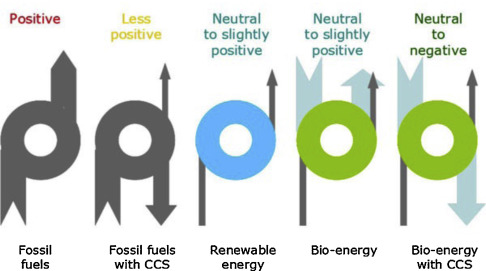 Positive
Less
positive
Neutral
to slightly
positive
Neutral
to slightly
positive
Neutral
to
negative
Fossil
fuels
Fossil fuels
with CCS
Renewable
energy
Bio-energy
Bio-energy
with CCS